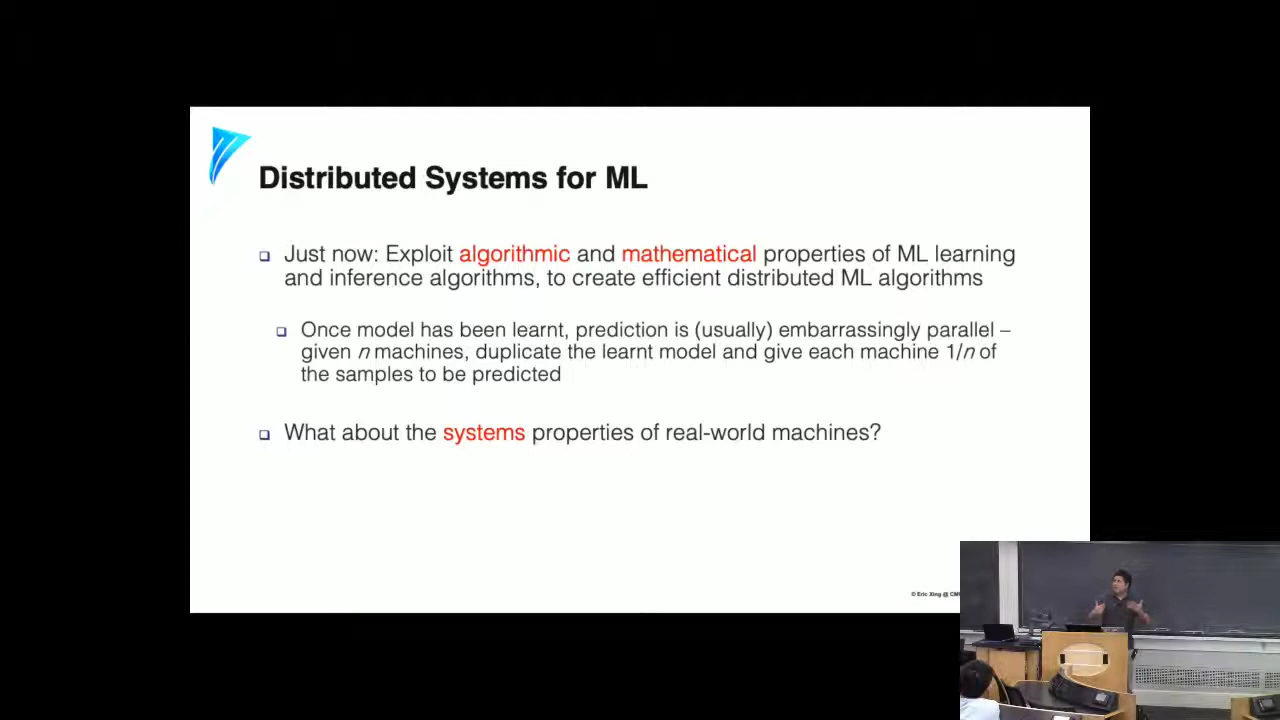 Distributed Systems for ML
❑ Just now: Exploit algorithmic and mathematical properties of ML learning
and inference algorithms, to create efficient distributed ML algorithms
❑ Once model has been learnt, prediction is (usually) embarrassingly parallel –
given n machines, duplicate the learnt model and give each machine 1/n of
the samples to be predicted
❑ What about the systems properties of real-world machines?
© Eric Xing @ CM